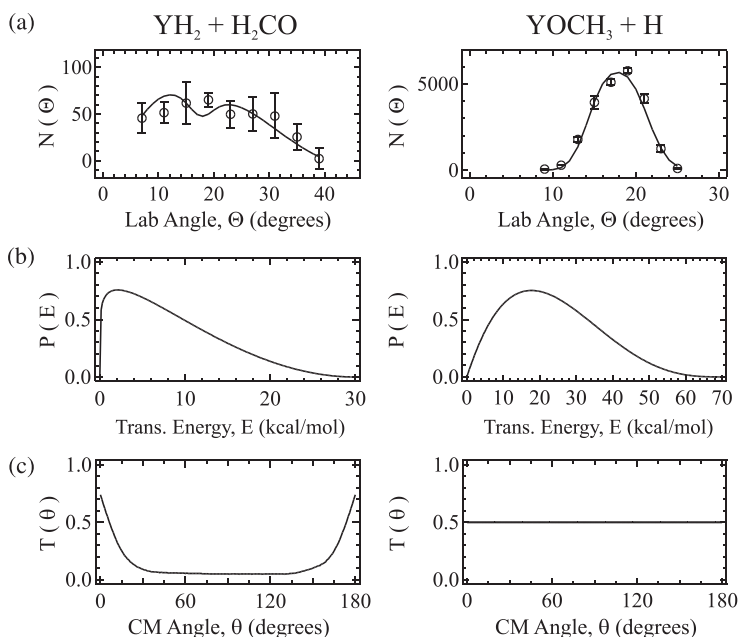 (a)
YH₂ + H₂CO
YOCH₃ + H
N ( Θ )
100
50
0
0 10 20 30 40
Lab Angle, Θ (degrees)
N ( Θ )
5000
0
0 10 20 30
Lab Angle, Θ (degrees)
(b)
P( E )
1.0
0.5
0.0
0 10 20 30
Trans. Energy, E (kcal/mol)
P( E )
1.0
0.5
0.0
0 10 20 30 40 50 60 70
Trans. Energy, E (kcal/mol)
(c)
T ( θ )
1.0
0.5
0.0
0 60 120 180
CM Angle, θ (degrees)
T ( θ )
1.0
0.5
0.0
0 60 120 180
CM Angle, θ (degrees)